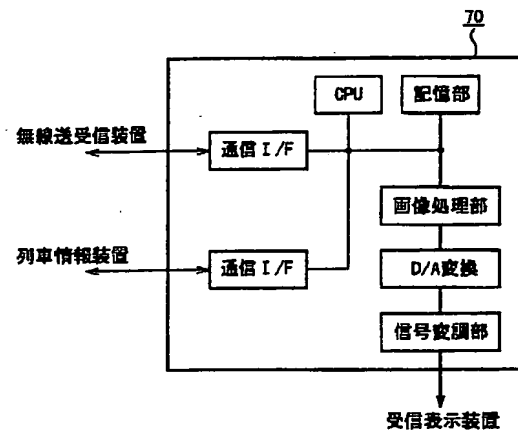 70
CPU
記憶部
無線送受信装置
通信I/F
画像処理部
列車情報装置
通信I/F
D/A変換
信号変調部
受信表示装置